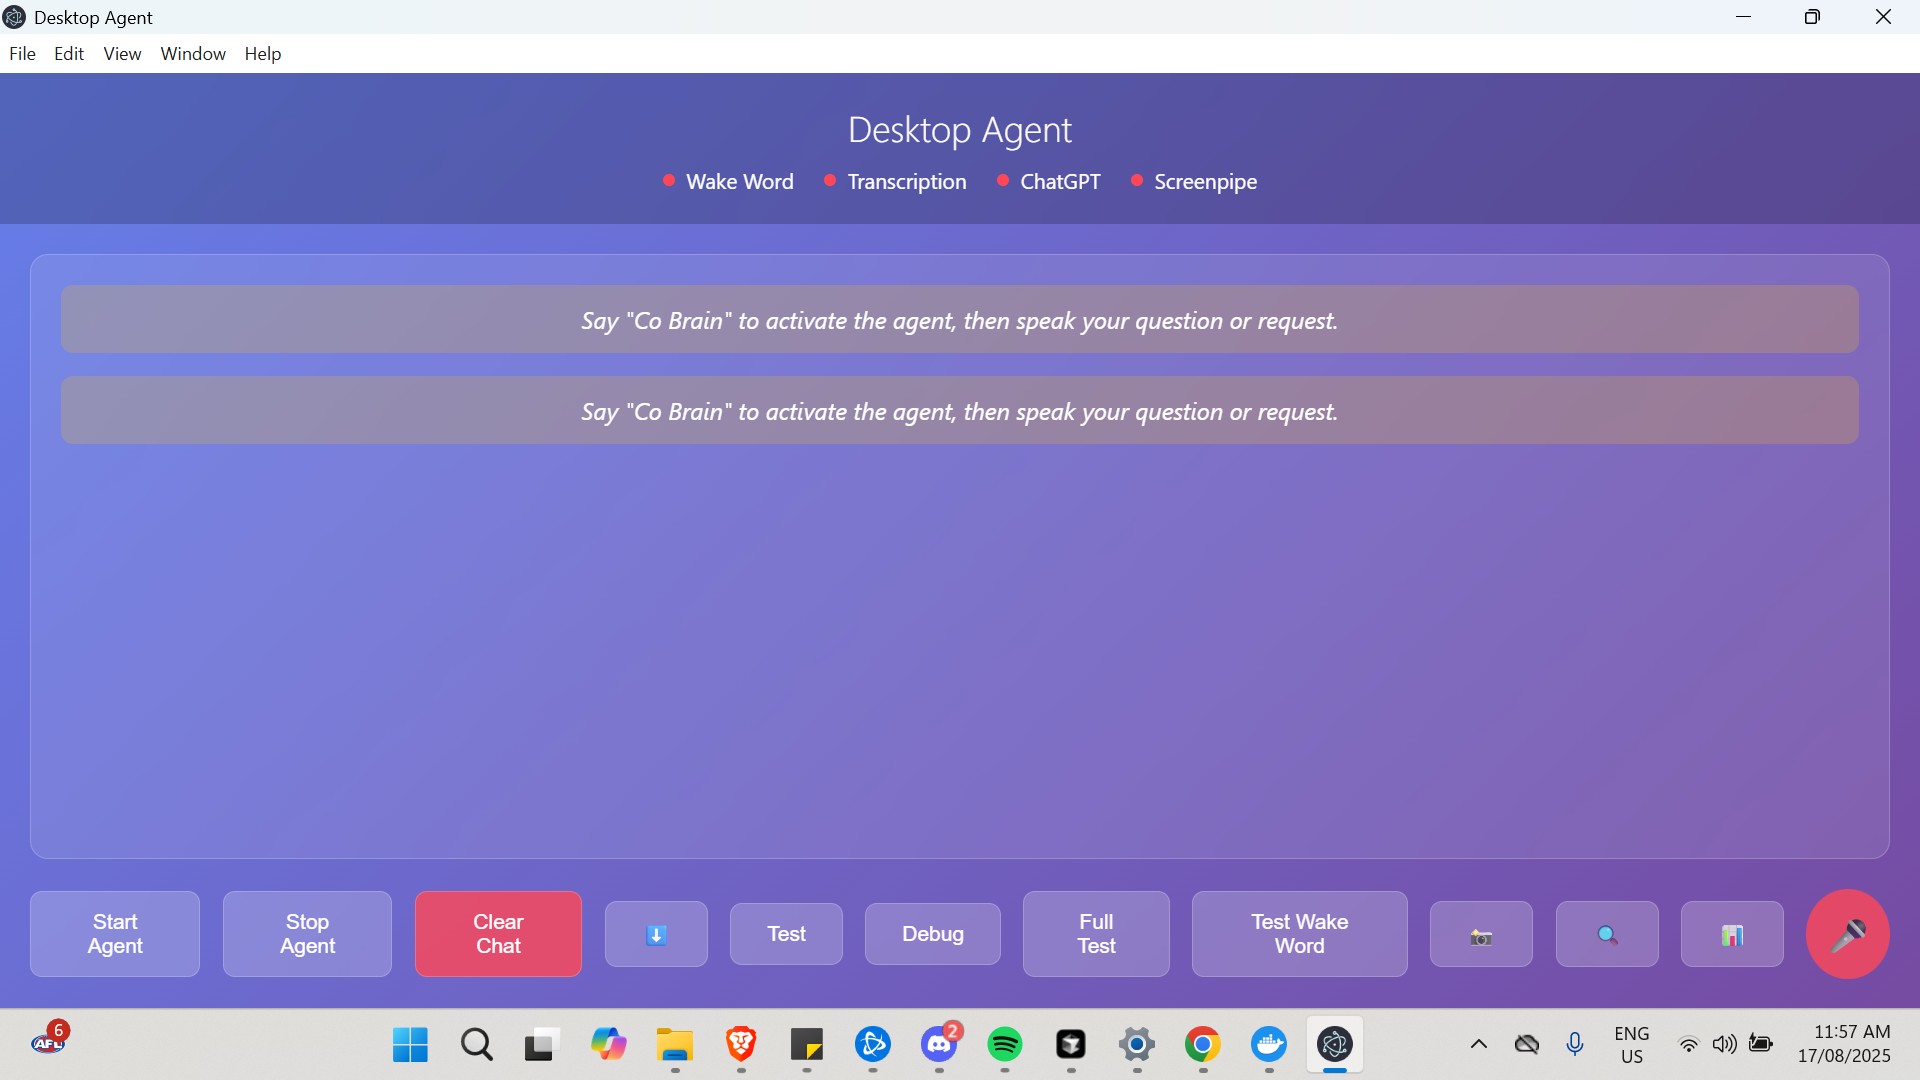 Desktop Agent
File Edit View Window Help
Desktop Agent
Wake Word Transcription ChatGPT Screenpipe
Say "Co Brain" to activate the agent, then speak your question or request.
Say "Co Brain" to activate the agent, then speak your question or request.
Start
Agent
Stop
Agent
Clear
Chat
Test
Debug
Full
Test
Test Wake
Word
6
AFL
2
ENG
US
11:57 AM
17/08/2025